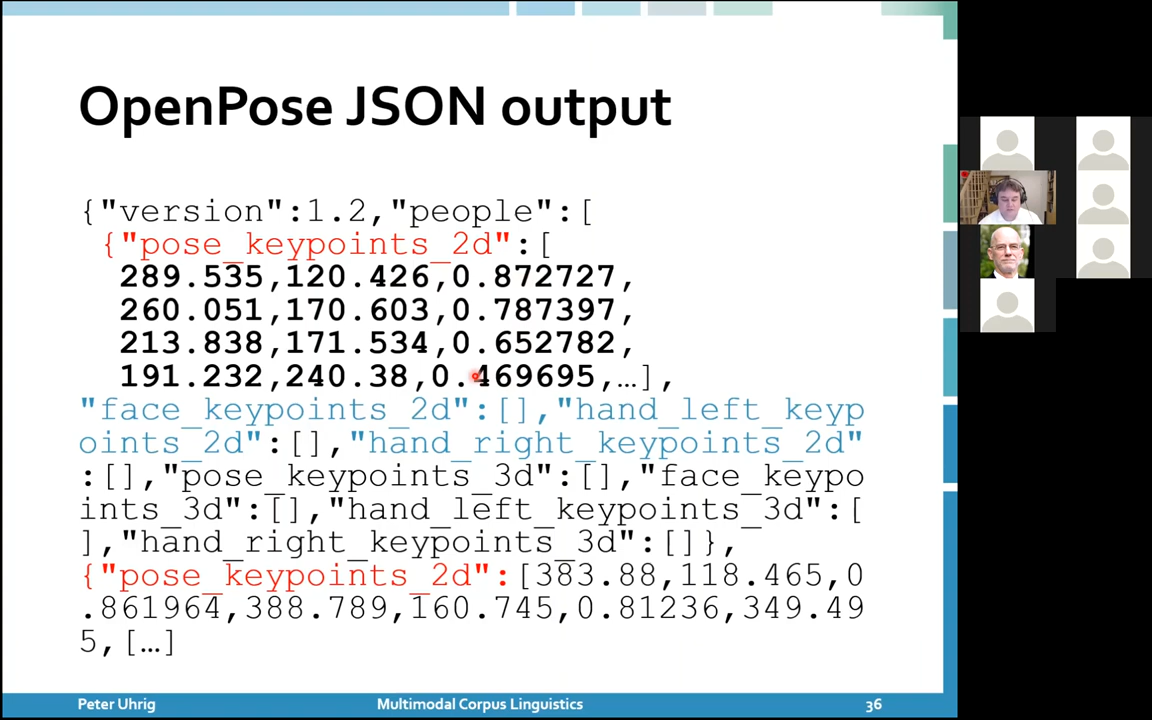 OpenPose JSON output
{"version":1.2,"people":[
{"pose_keypoints_2d":[
289.535,120.426,0.872727,
260.051,170.603,0.787397,
213.838,171.534,0.652782,
191.232,240.38,0.469695,…],
"face_keypoints_2d":[],"hand_left_keyp
oints_2d":[],"hand_right_keypoints_2d"
:[],"pose_keypoints_3d":[],"face_keypo
ints_3d":[],"hand_left_keypoints_3d":[
],"hand_right_keypoints_3d":[]},
{"pose_keypoints_2d":[383.88,118.465,0
.861964,388.789,160.745,0.81236,349.49
5,[…]
Peter Uhrig
Multimodal Corpus Linguistics
36